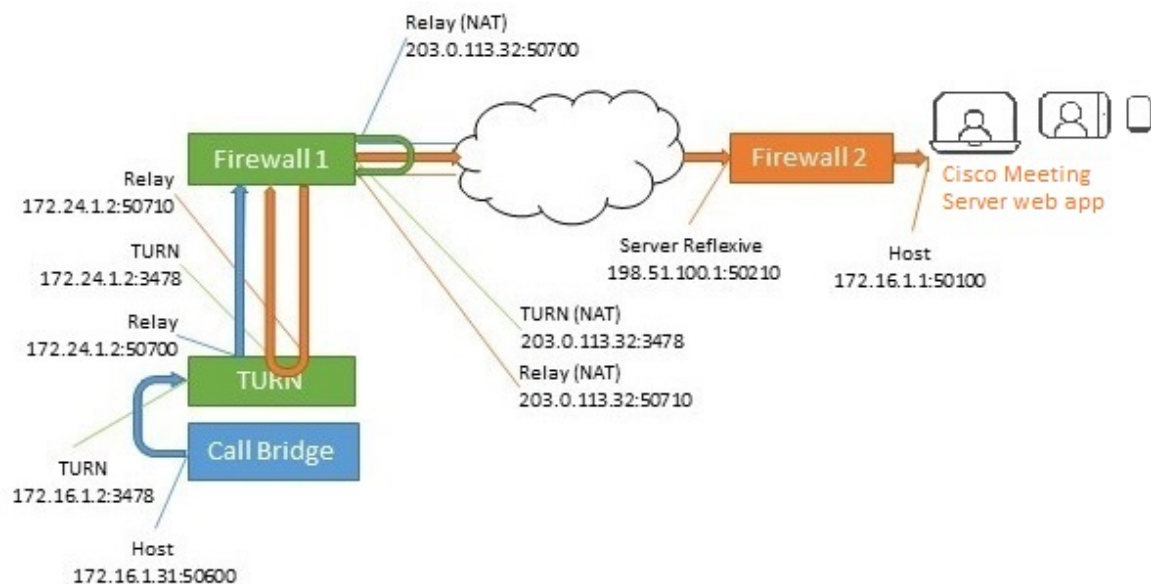 Relay (NAT)
203.0.113.32:50700
Firewall 1
Firewall 2
Cisco Meeting
Server web app
Relay
172.24.1.2:50710
TURN
172.24.1.2:3478
Relay
172.24.1.2:50700
Server Reflexive
198.51.100.1:50210
Host
172.16.1.1:50100
TURN (NAT)
203.0.113.32:3478
Relay (NAT)
203.0.113.32:50710
TURN
Call Bridge
TURN
172.16.1.2:3478
Host
172.16.1.31:50600